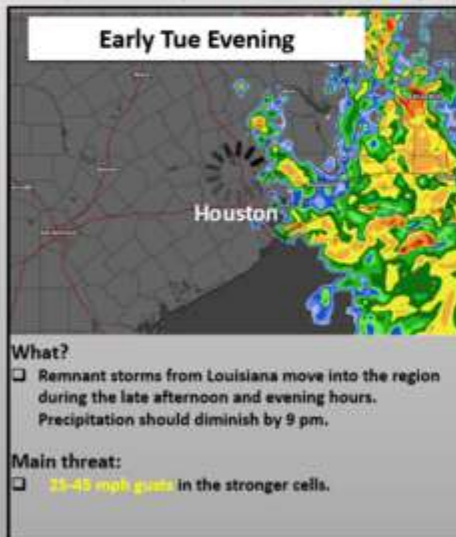 Early Tue Evening
Houston
What?
Remnant storms from Louisiana move into the region
during the late afternoon and evening hours.
Precipitation should diminish by 9 pm.
Main threat:
25-45 mph gusts in the stronger cells.